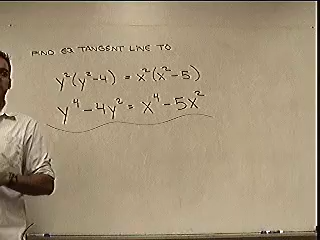 FIND EQ TANGENT LINE TO
y²(y²-4) = x²(x²-5)
y⁴-4y² = x⁴-5x²